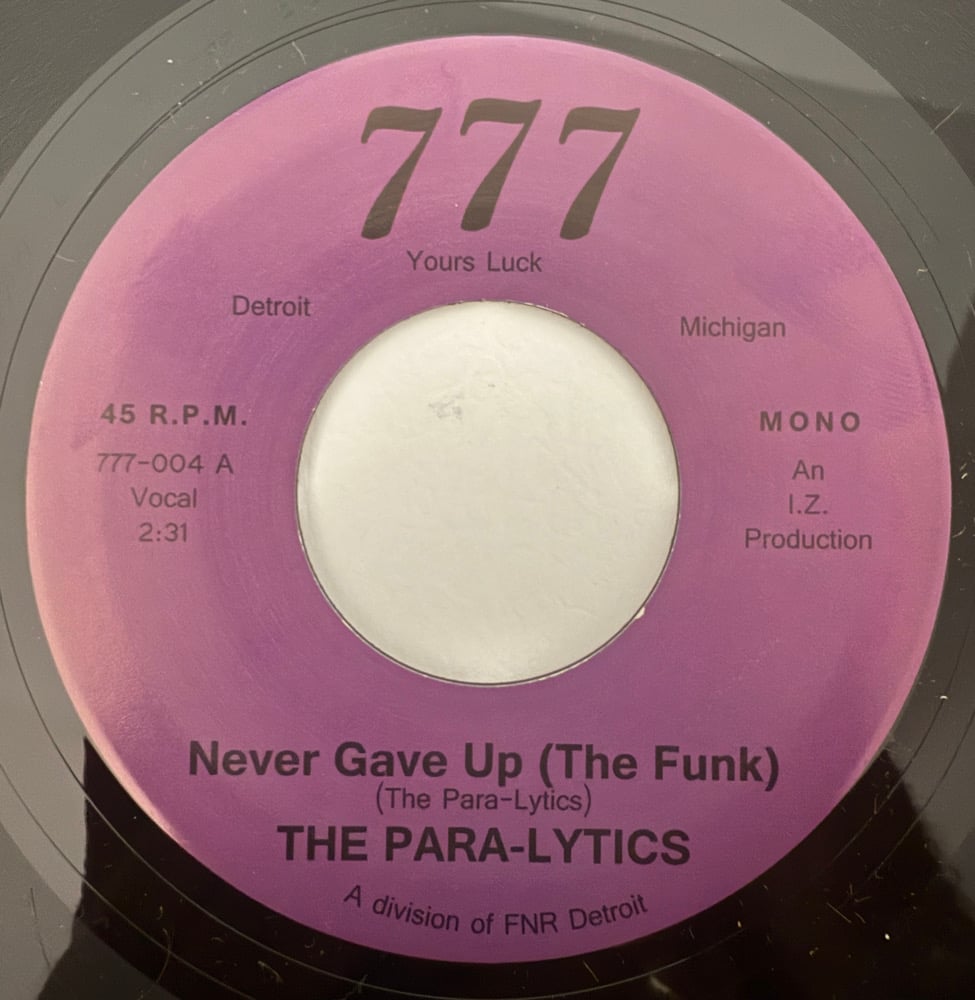 777
Yours Luck
Detroit
Michigan
45 R.P.M.
777-004 A
Vocal
2:31
MONO
An
I.Z.
Production
Never Gave Up (The Funk)
(The Para-Lytics)
THE PARA-LYTICS
A division of FNR Detroit